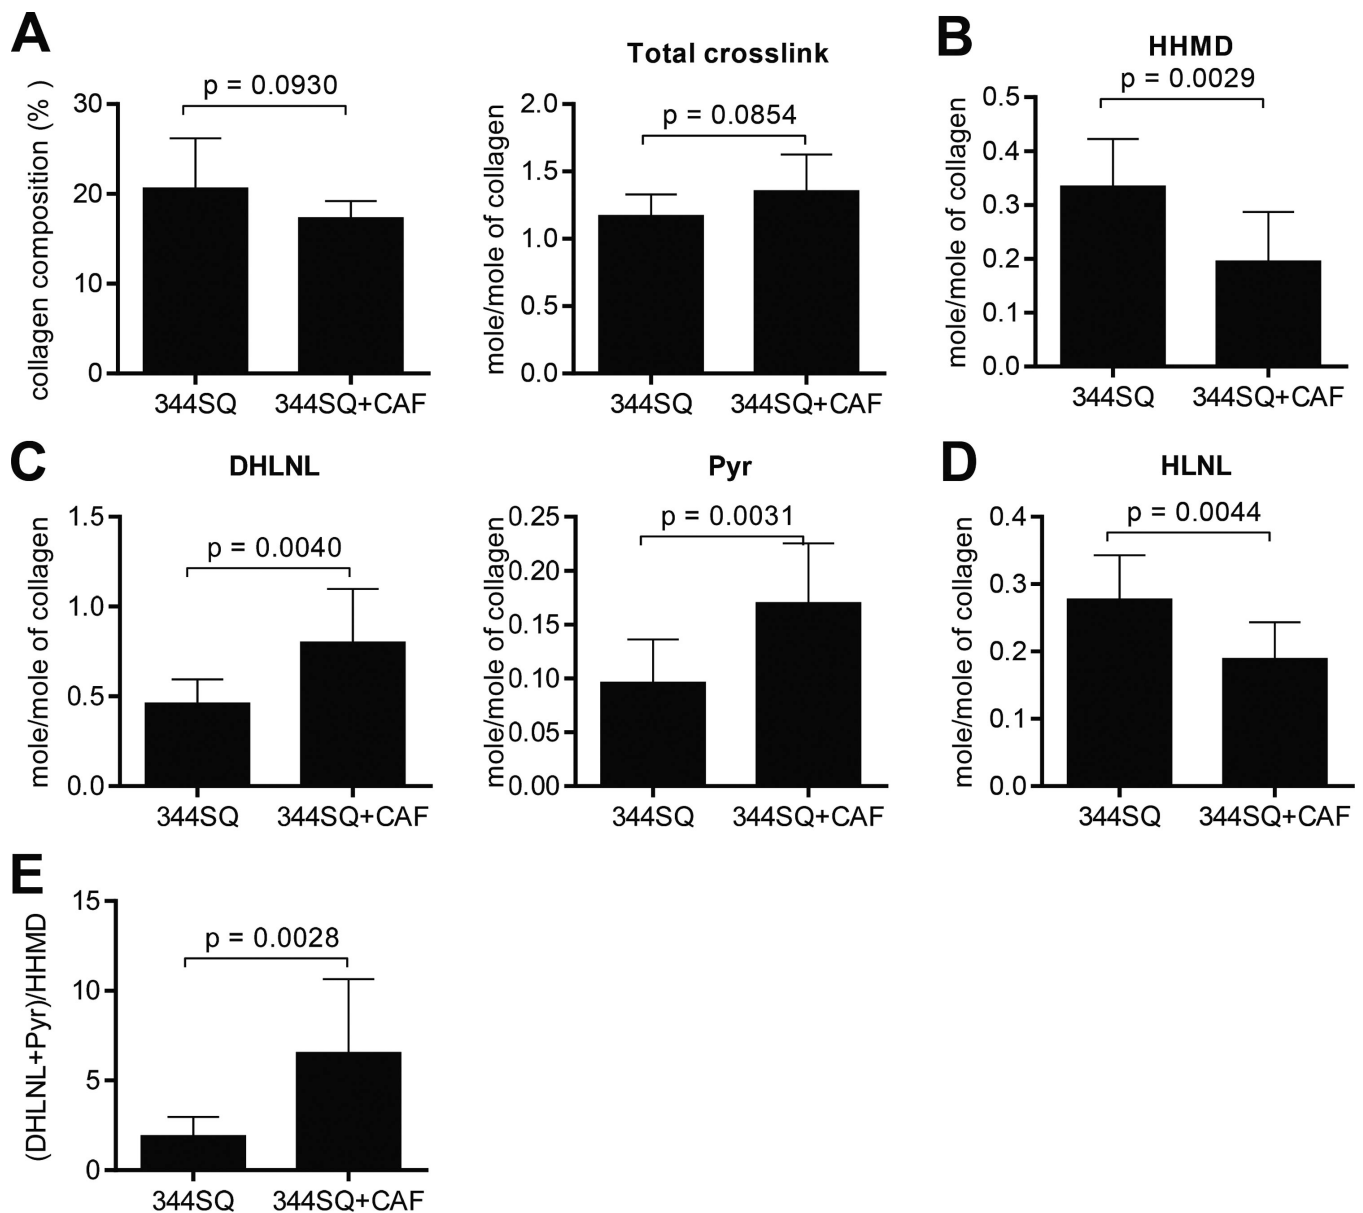 A
collagen composition (% )
p = 0.0930
30
20
10
0
344SQ
344SQ+CAF
Total crosslink
mole/mole of collagen
p = 0.0854
2.0
1.5
1.0
0.5
0.0
344SQ
344SQ+CAF
B
HHMD
mole/mole of collagen
p = 0.0029
0.5
0.4
0.3
0.2
0.1
0.0
344SQ
344SQ+CAF
C
DHLNL
mole/mole of collagen
p = 0.0040
1.5
1.0
0.5
0.0
344SQ
344SQ+CAF
Pyr
mole/mole of collagen
p = 0.0031
0.25
0.20
0.15
0.10
0.05
0.00
344SQ
344SQ+CAF
D
HLNL
mole/mole of collagen
p = 0.0044
0.4
0.3
0.2
0.1
0.0
344SQ
344SQ+CAF
E
(DHLNL+Pyr)/HHMD
p = 0.0028
15
10
5
0
344SQ
344SQ+CAF